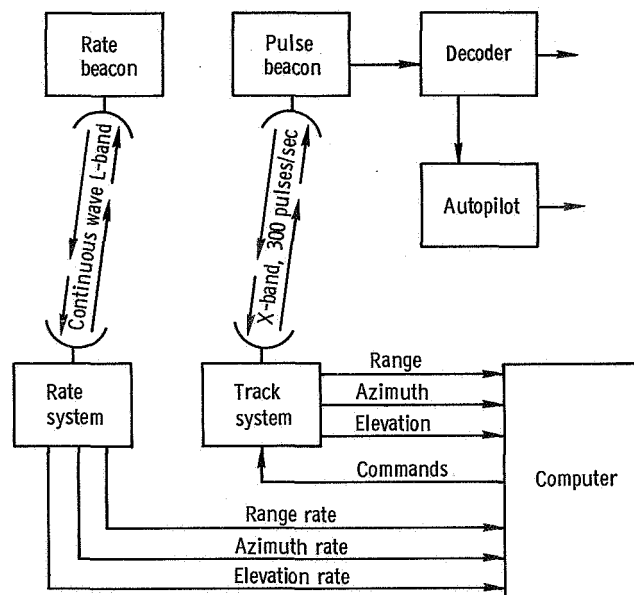 Rate
beacon
Pulse
beacon
Decoder
Autopilot
Continuous wave L-band
X-band, 300 pulses/sec
Rate
system
Track
system
Range
Azimuth
Elevation
Commands
Computer
Range rate
Azimuth rate
Elevation rate